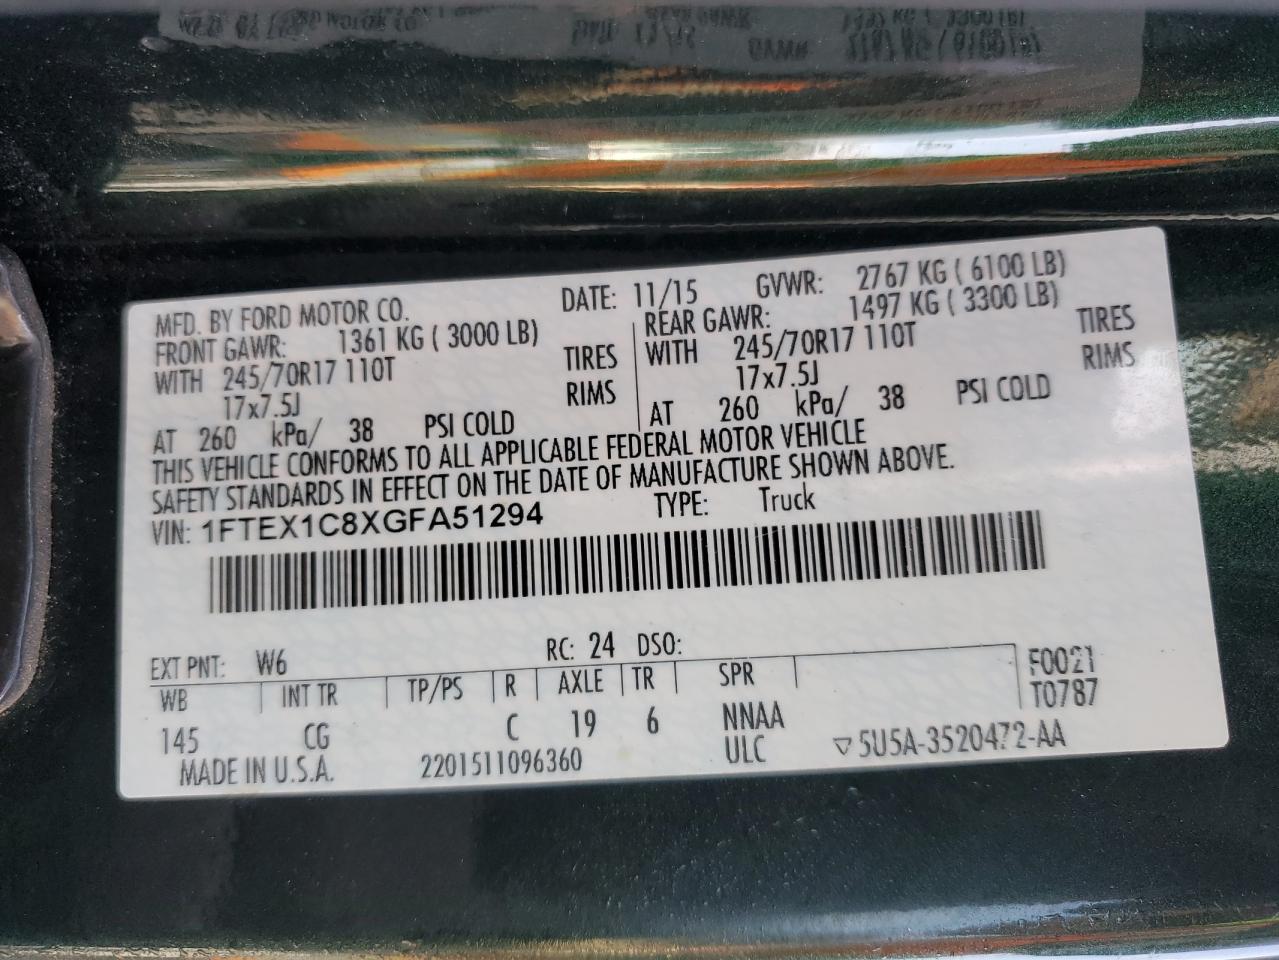 MFD. BY FORD MOTOR CO. DATE: 11/15 GVWR: 2767 KG ( 6100 LB)
FRONT GAWR: 1361 KG ( 3000 LB) REAR GAWR: 1497 KG ( 3300 LB)
WITH 245/70R17 110T TIRES WITH 245/70R17 110T TIRES
17x7.5J RIMS 17x7.5J RIMS
AT 260 kPa/ 38 PSI COLD AT 260 kPa/ 38 PSI COLD
THIS VEHICLE CONFORMS TO ALL APPLICABLE FEDERAL MOTOR VEHICLE
SAFETY STANDARDS IN EFFECT ON THE DATE OF MANUFACTURE SHOWN ABOVE.
VIN: 1FTEX1C8XGFA51294 TYPE: Truck
EXT PNT: W6 RC: 24 DSO:
WB INT TR TP/PS R AXLE TR SPR F0021
T0787
145 CG C 19 6 NNAA
MADE IN U.S.A. 2201511096360 ULC ▽5U5A-3520472-AA